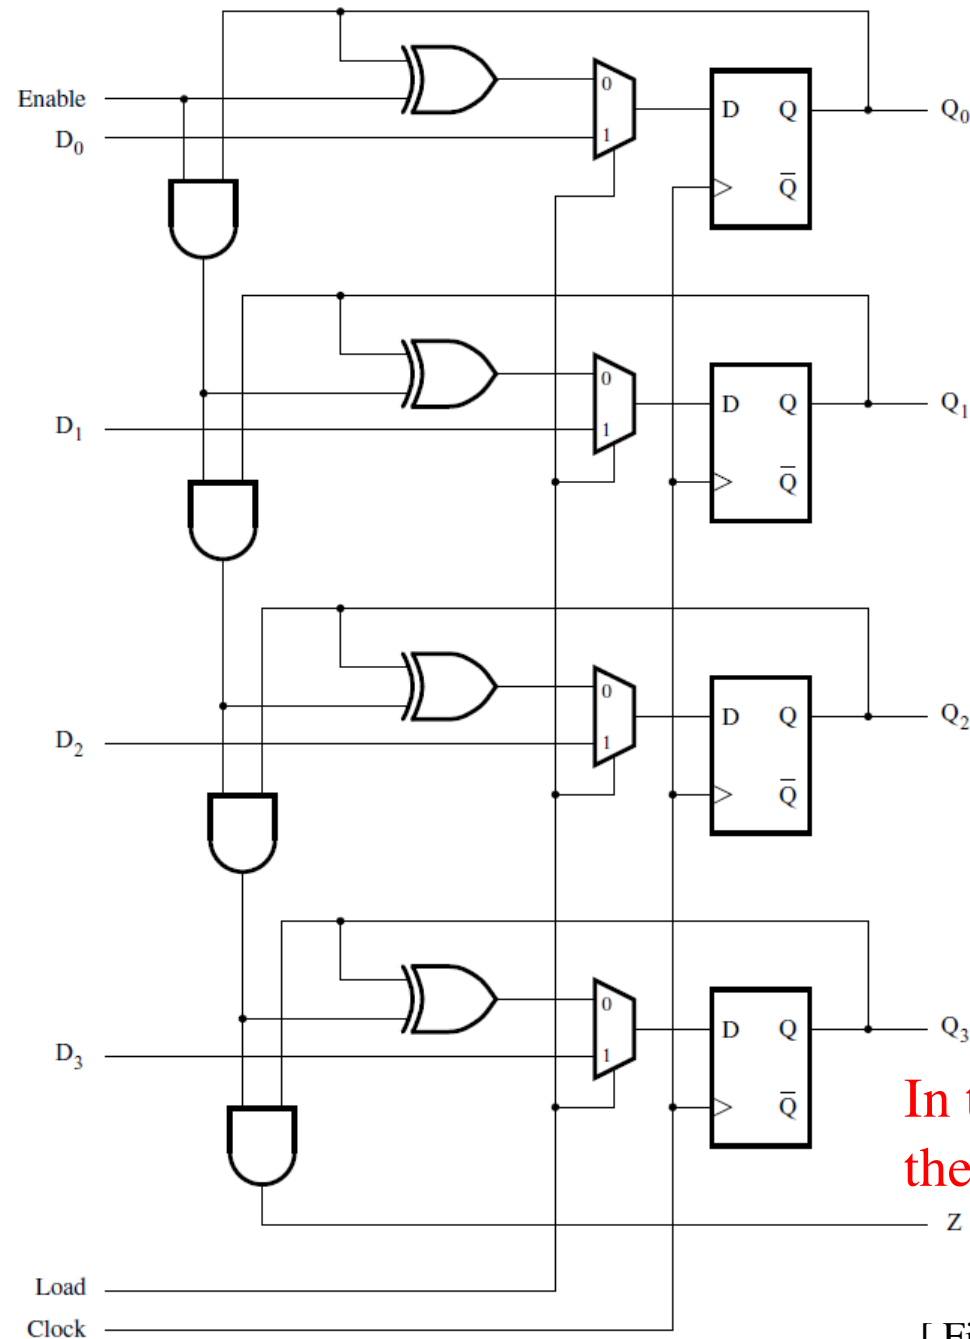 Enable
D0
0
1
D Q
Q0
Q̅
D1
0
1
D Q
Q1
Q̅
D2
0
1
D Q
Q2
Q̅
D3
0
1
D Q
Q3
Q̅
In
the
Z
Load
Clock
[